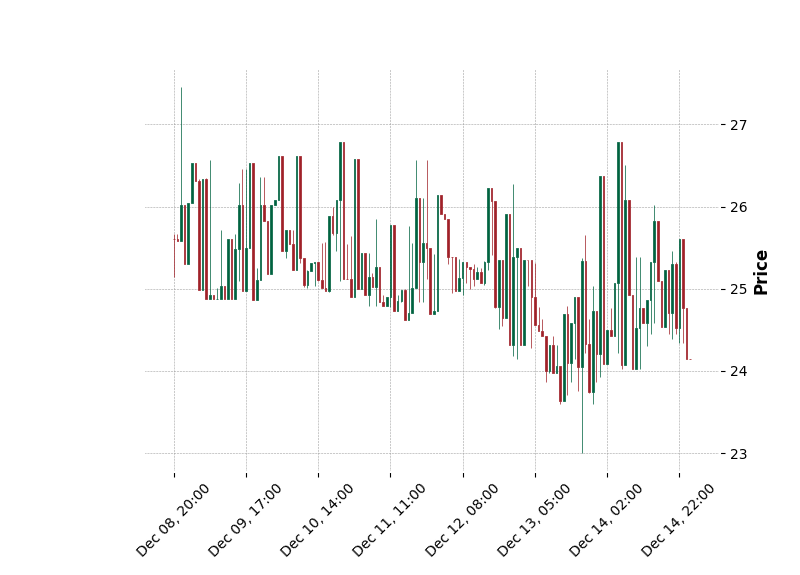 27
26
25
24
23
Price
Dec 08, 20:00
Dec 09, 17:00
Dec 10, 14:00
Dec 11, 11:00
Dec 12, 08:00
Dec 13, 05:00
Dec 14, 02:00
Dec 14, 22:00